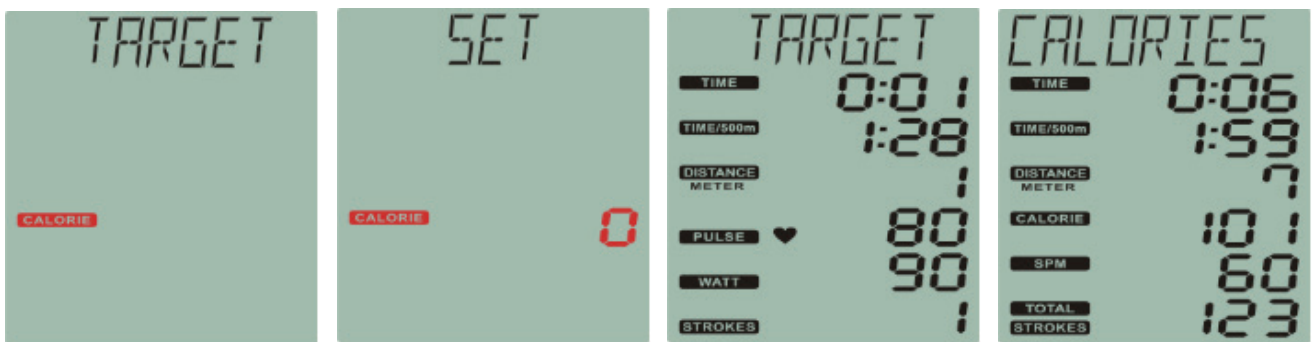 TARGET
CALORIE
SET
CALORIE 0
TARGET
TIME 0:01
TIME/500m 1:28
DISTANCE
METER 1
PULSE 80
WATT 90
STROKES 1
CALORIES
TIME 0:06
TIME/500m 1:59
DISTANCE
METER 7
CALORIE 101
SPM 60
TOTAL
STROKES 123